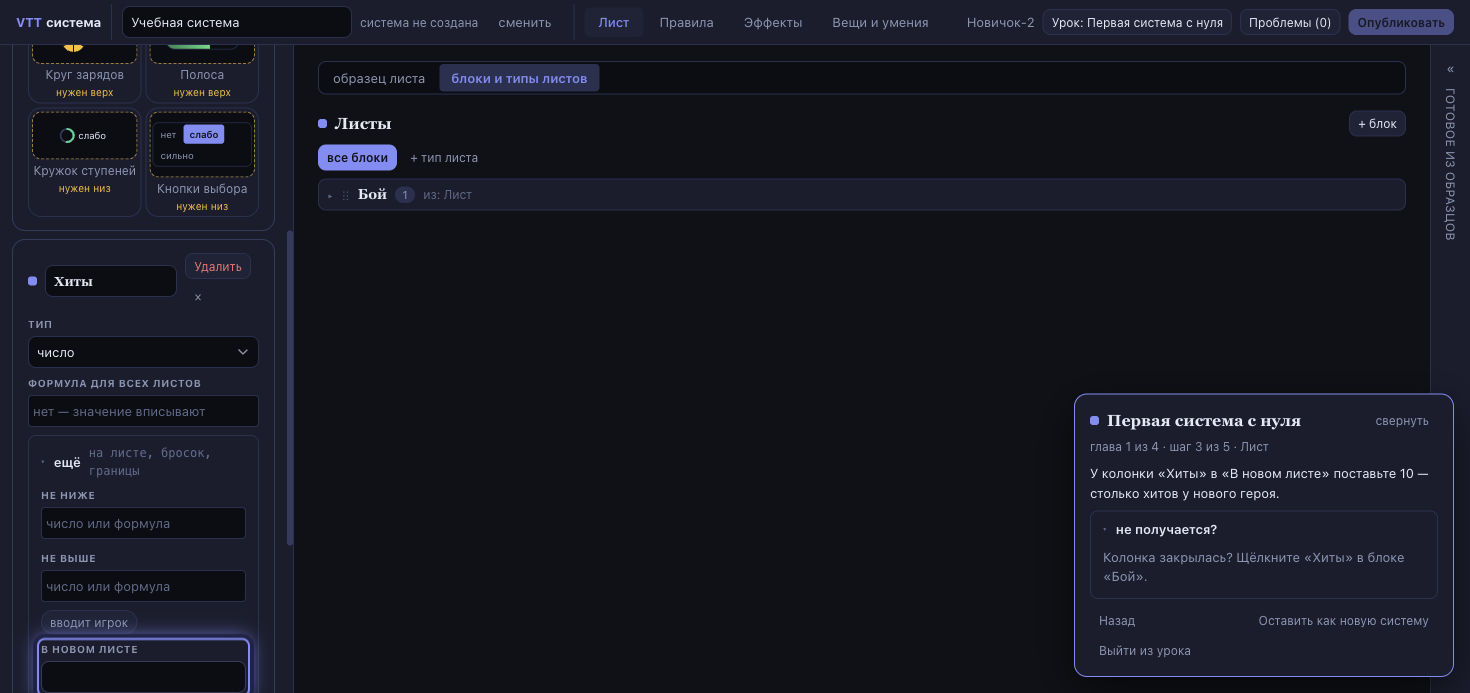 VTT система
Учебная система
система не создана
сменить
Лист
Правила
Эффекты
Вещи и умения
Новичок-2
Урок: Первая система с нуля
Проблемы (0)
Опубликовать
Круг зарядов
нужен верх
Полоса
нужен верх
слабо
Кружок ступеней
нужен низ
нет
слабо
сильно
Кнопки выбора
нужен низ
Хиты
Удалить
×
ТИП
число
ФОРМУЛА ДЛЯ ВСЕХ ЛИСТОВ
нет — значение вписывают
ещё
на листе, бросок,
границы
НЕ НИЖЕ
число или формула
НЕ ВЫШЕ
число или формула
вводит игрок
В НОВОМ ЛИСТЕ
образец листа
блоки и типы листов
Листы
+ блок
все блоки
+ тип листа
Бой
1
из: Лист
«
ГОТОВОЕ ИЗ ОБРАЗЦОВ
Первая система с нуля
свернуть
глава 1 из 4 · шаг 3 из 5 · Лист
У колонки «Хиты» в «В новом листе» поставьте 10 —
столько хитов у нового героя.
не получается?
Колонка закрылась? Щёлкните «Хиты» в блоке
«Бой».
Назад
Оставить как новую систему
Выйти из урока